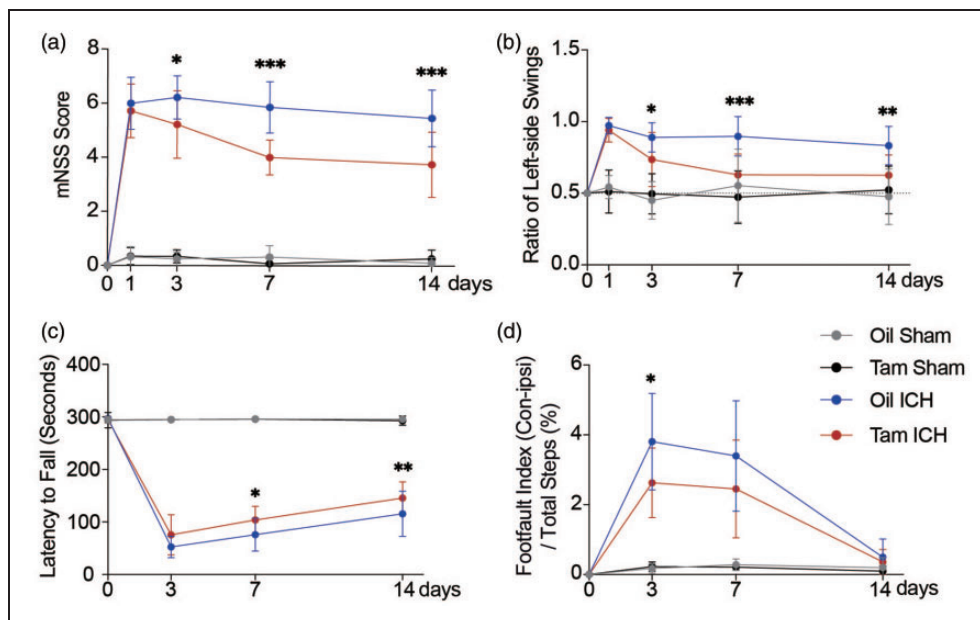 (a)
mNSS Score
8
6
4
2
0
* *** ***
0 1 3 7 14 days
(b)
Ratio of Left-side Swings
1.5
1.0
0.5
0.0
* *** **
0 1 3 7 14 days
(c)
Latency to Fall (Seconds)
400
300
200
100
0
* **
0 3 7 14 days
(d)
Footfault Index (Con-ipsi)
/ Total Steps (%)
6
4
2
0
*
0 3 7 14 days
Oil Sham
Tam Sham
Oil ICH
Tam ICH